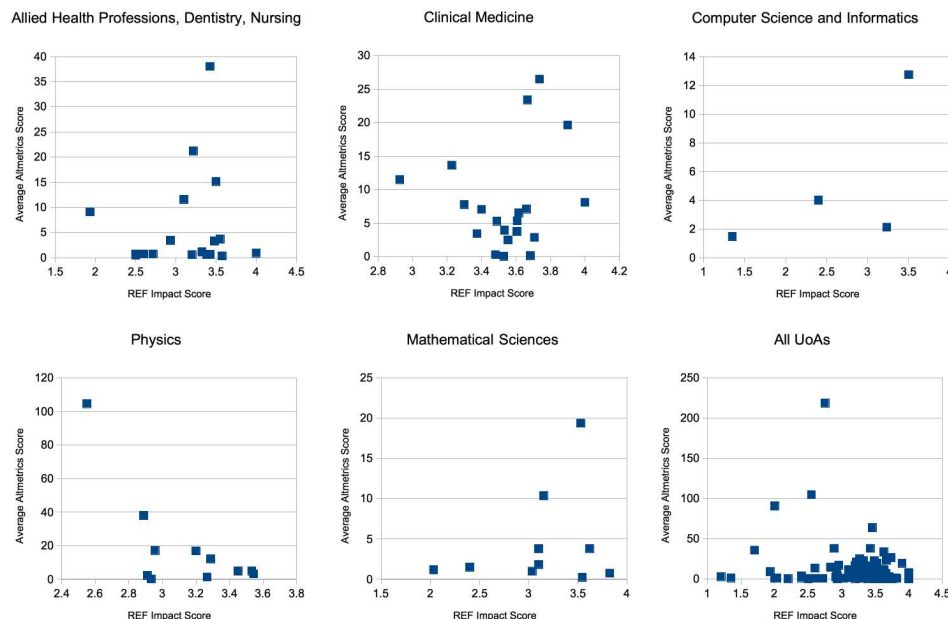 Allied Health Professions, Dentistry, Nursing
40
35
30
25
20
15
10
5
0
1.5 2 2.5 3 3.5 4 4.5
Average Altmetrics Score
REF Impact Score
Clinical Medicine
30
25
20
15
10
5
0
2.8 3 3.2 3.4 3.6 3.8 4 4.2
Average Altmetrics Score
REF Impact Score
Computer Science and Informatics
14
12
10
8
6
4
2
0
1 1.5 2 2.5 3 3.5 4
Average Altmetrics Score
REF Impact Score
Physics
120
100
80
60
40
20
0
2.4 2.6 2.8 3 3.2 3.4 3.6 3.8
Average Altmetrics Score
REF Impact Score
Mathematical Sciences
25
20
15
10
5
0
1.5 2 2.5 3 3.5 4
Average Altmetrics Score
REF Impact Score
All UoAs
250
200
150
100
50
0
1 1.5 2 2.5 3 3.5 4 4.5
Average Altmetrics Score
REF Impact Score